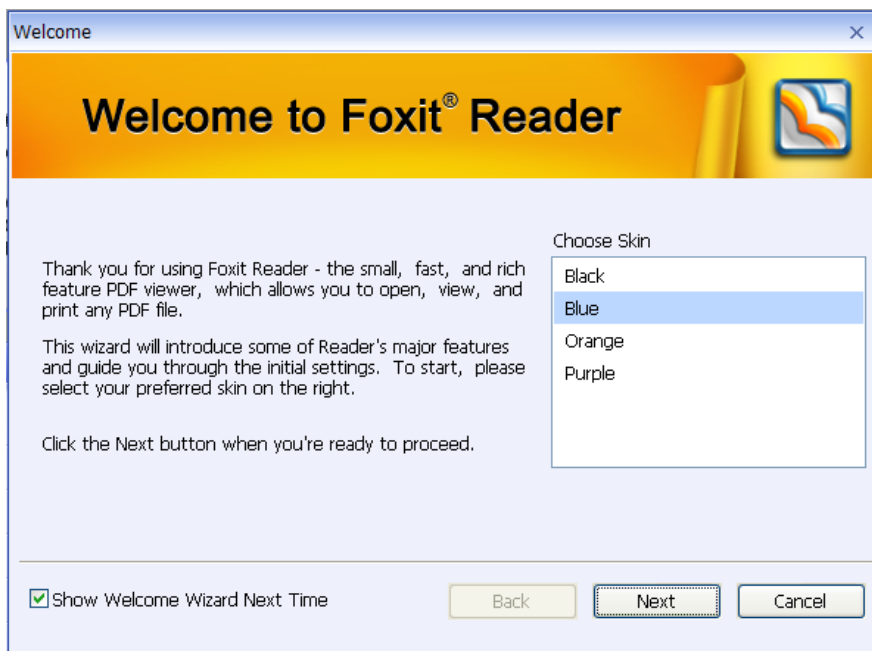 Welcome
Welcome to Foxit® Reader
Choose Skin
Thank you for using Foxit Reader - the small, fast, and rich
feature PDF viewer, which allows you to open, view, and
print any PDF file.
This wizard will introduce some of Reader's major features
and guide you through the initial settings. To start, please
select your preferred skin on the right.
Click the Next button when you're ready to proceed.
Black
Blue
Orange
Purple
Show Welcome Wizard Next Time
Back
Next
Cancel